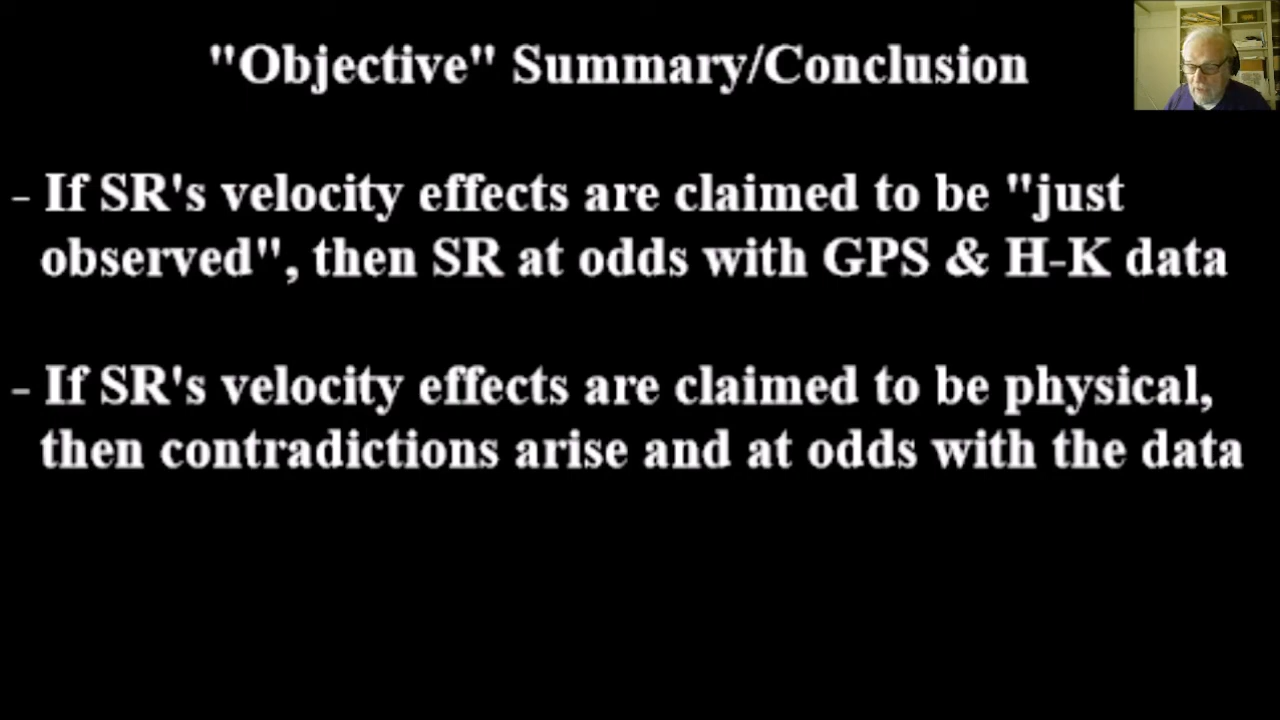 "Objective" Summary/Conclusion
- If SR's velocity effects are claimed to be "just
observed", then SR at odds with GPS & H-K data
- If SR's velocity effects are claimed to be physical,
then contradictions arise and at odds with the data